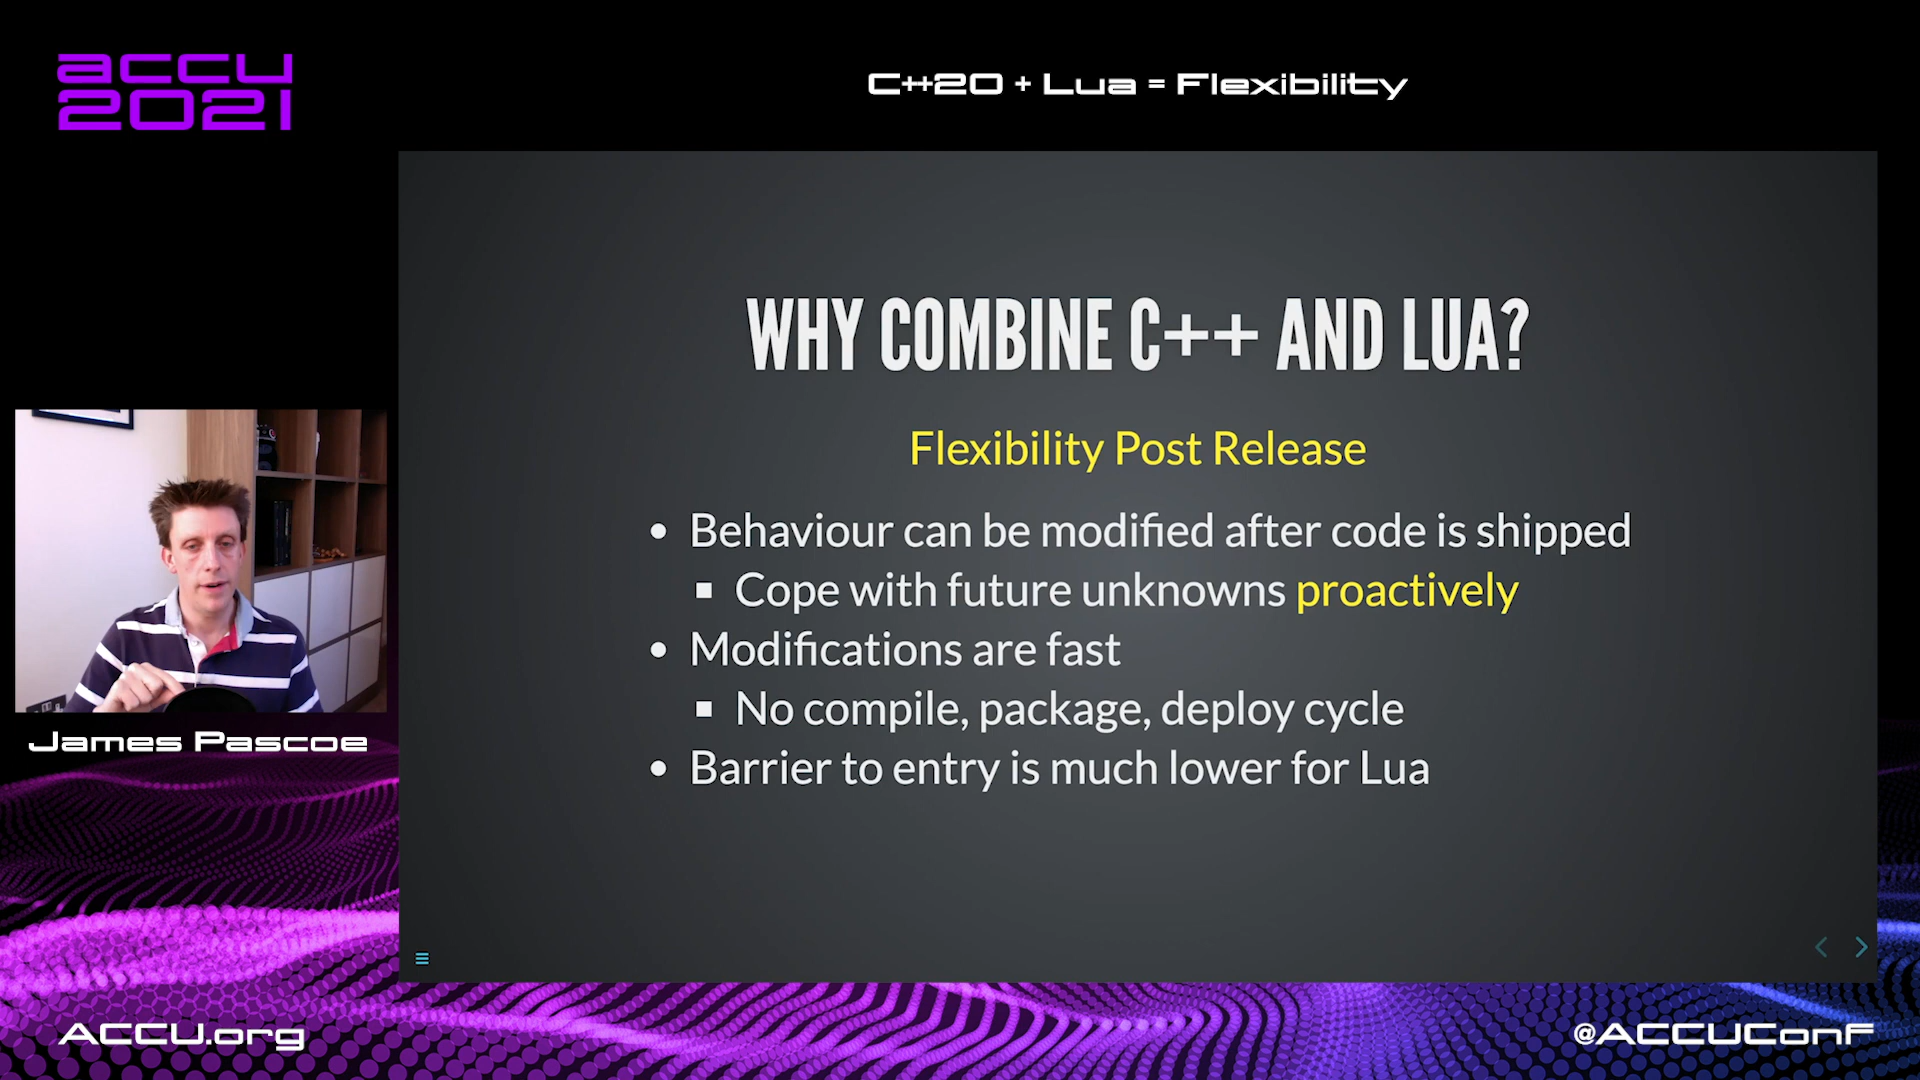 accu
2021
C++20 + Lua = Flexibility
WHY COMBINE C++ AND LUA?
Flexibility Post Release
• Behaviour can be modified after code is shipped
▪ Cope with future unknowns proactively
• Modifications are fast
▪ No compile, package, deploy cycle
• Barrier to entry is much lower for Lua
James Pascoe
ACCU.org
@ACCUConf